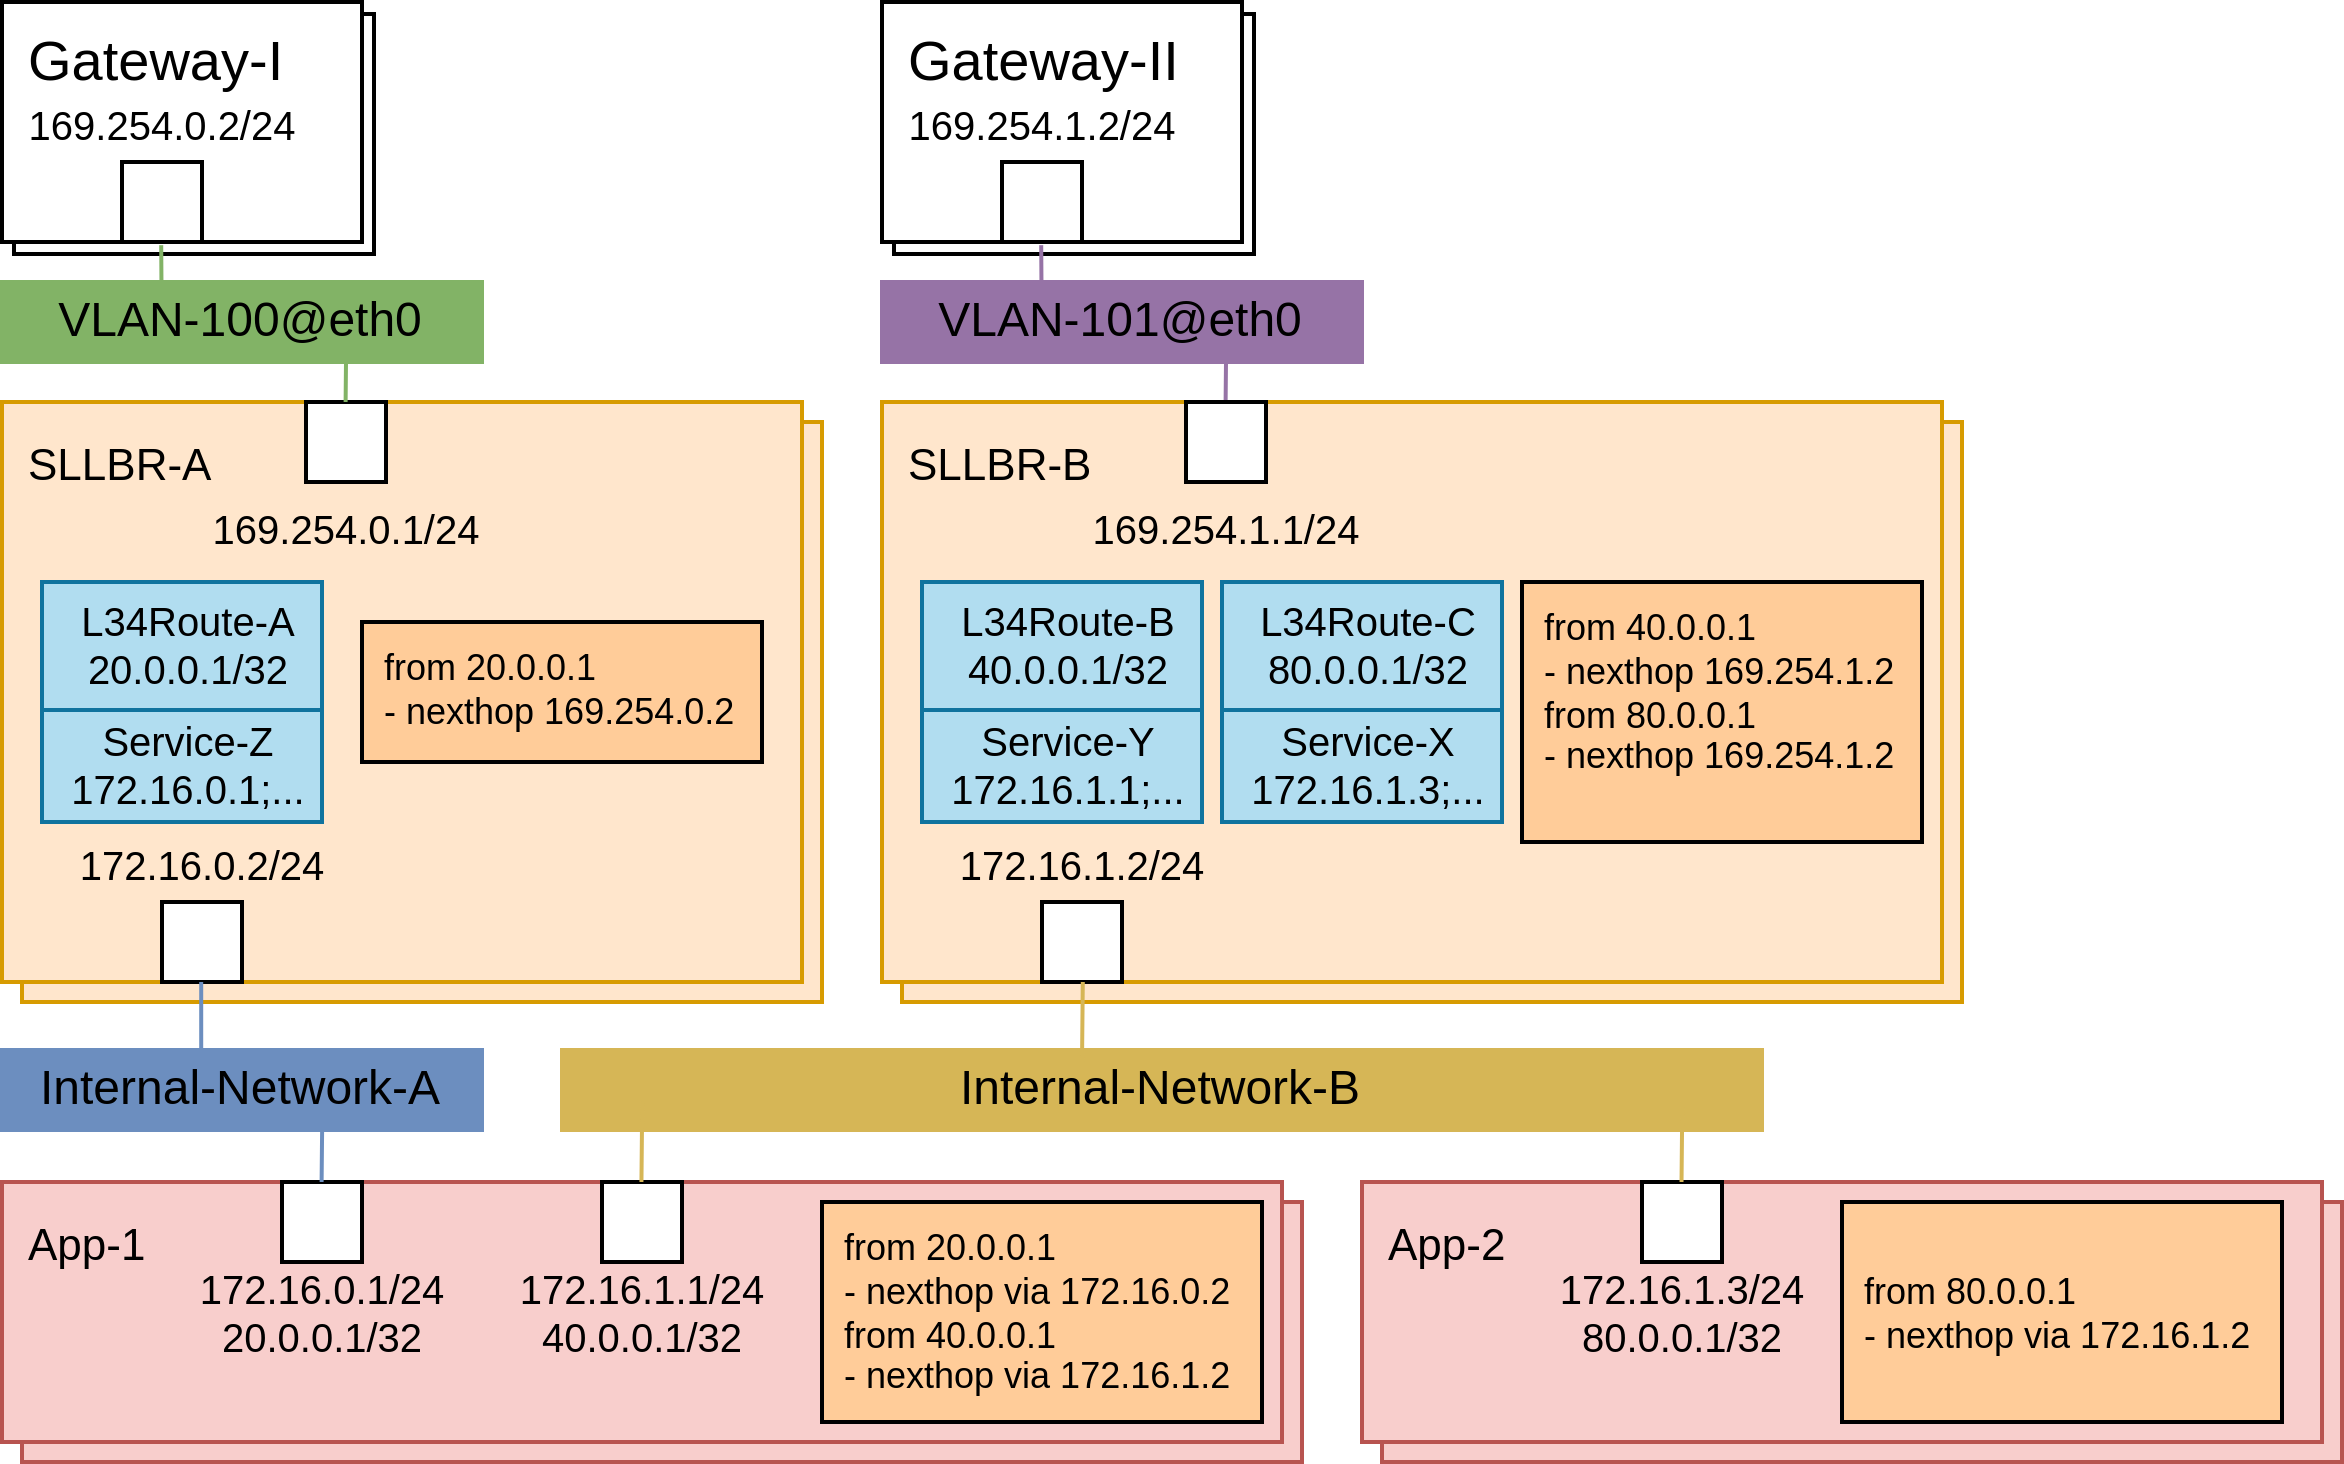 Gateway-I
169.254.0.2/24
Gateway-II
169.254.1.2/24
VLAN-100@eth0
VLAN-101@eth0
SLLBR-A
169.254.0.1/24
L34Route-A
20.0.0.1/32
Service-Z
172.16.0.1;...
from 20.0.0.1
- nexthop 169.254.0.2
172.16.0.2/24
SLLBR-B
169.254.1.1/24
L34Route-B
40.0.0.1/32
Service-Y
172.16.1.1;...
L34Route-C
80.0.0.1/32
Service-X
172.16.1.3;...
from 40.0.0.1
- nexthop 169.254.1.2
from 80.0.0.1
- nexthop 169.254.1.2
172.16.1.2/24
Internal-Network-A
Internal-Network-B
App-1
172.16.0.1/24
20.0.0.1/32
172.16.1.1/24
40.0.0.1/32
from 20.0.0.1
- nexthop via 172.16.0.2
from 40.0.0.1
- nexthop via 172.16.1.2
App-2
172.16.1.3/24
80.0.0.1/32
from 80.0.0.1
- nexthop via 172.16.1.2